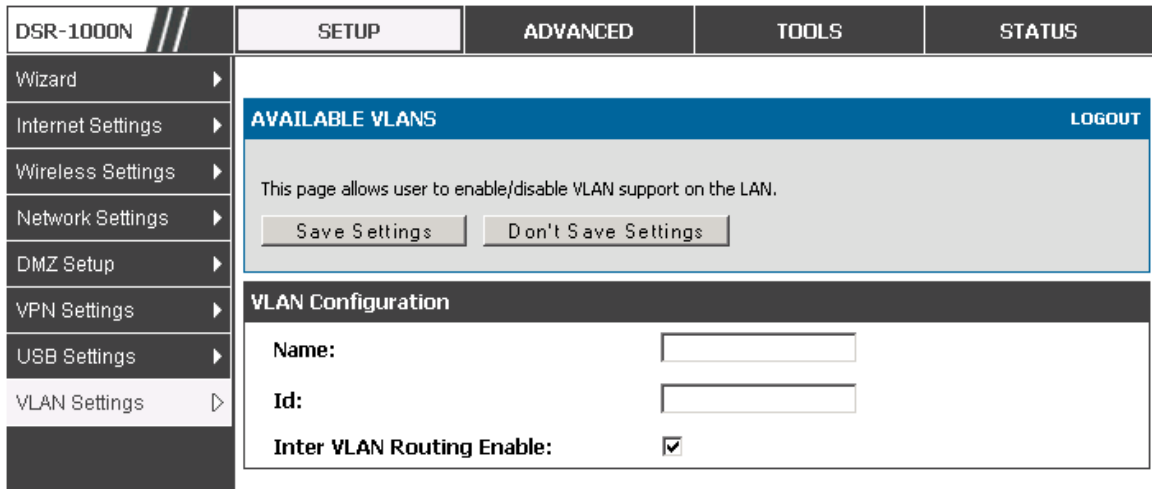 DSR-1000N
SETUP
ADVANCED
TOOLS
STATUS
Wizard
Internet Settings
Wireless Settings
Network Settings
DMZ Setup
VPN Settings
USB Settings
VLAN Settings
AVAILABLE VLANS
LOGOUT
This page allows user to enable/disable VLAN support on the LAN.
Save Settings
Don't Save Settings
VLAN Configuration
Name:
Id:
Inter VLAN Routing Enable: